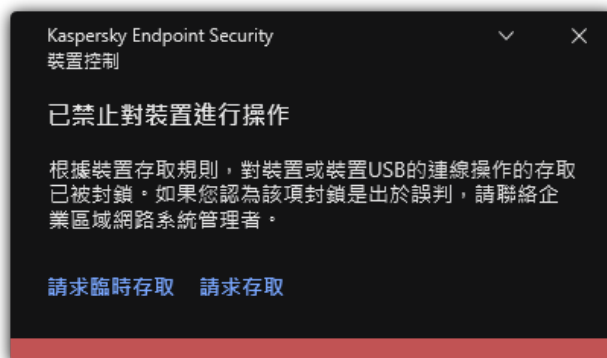 Kaspersky Endpoint Security
裝置控制
已禁止對裝置進行操作
根據裝置存取規則，對裝置或裝置USB的連線操作的存取
已被封鎖。如果您認為該項封鎖是出於誤判，請聯絡企
業區域網路系統管理者。
請求臨時存取 請求存取